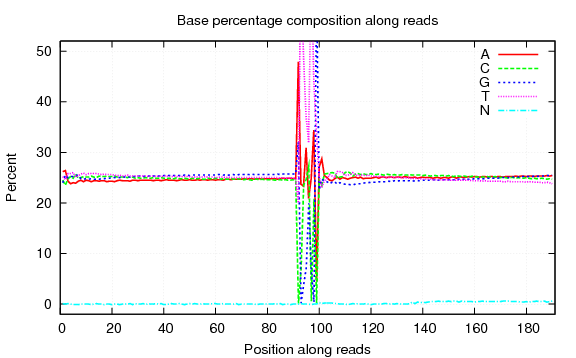 Base percentage composition along reads
A
C
G
T
N
50
40
30
20
10
0
Percent
0 20 40 60 80 100 120 140 160 180
Position along reads